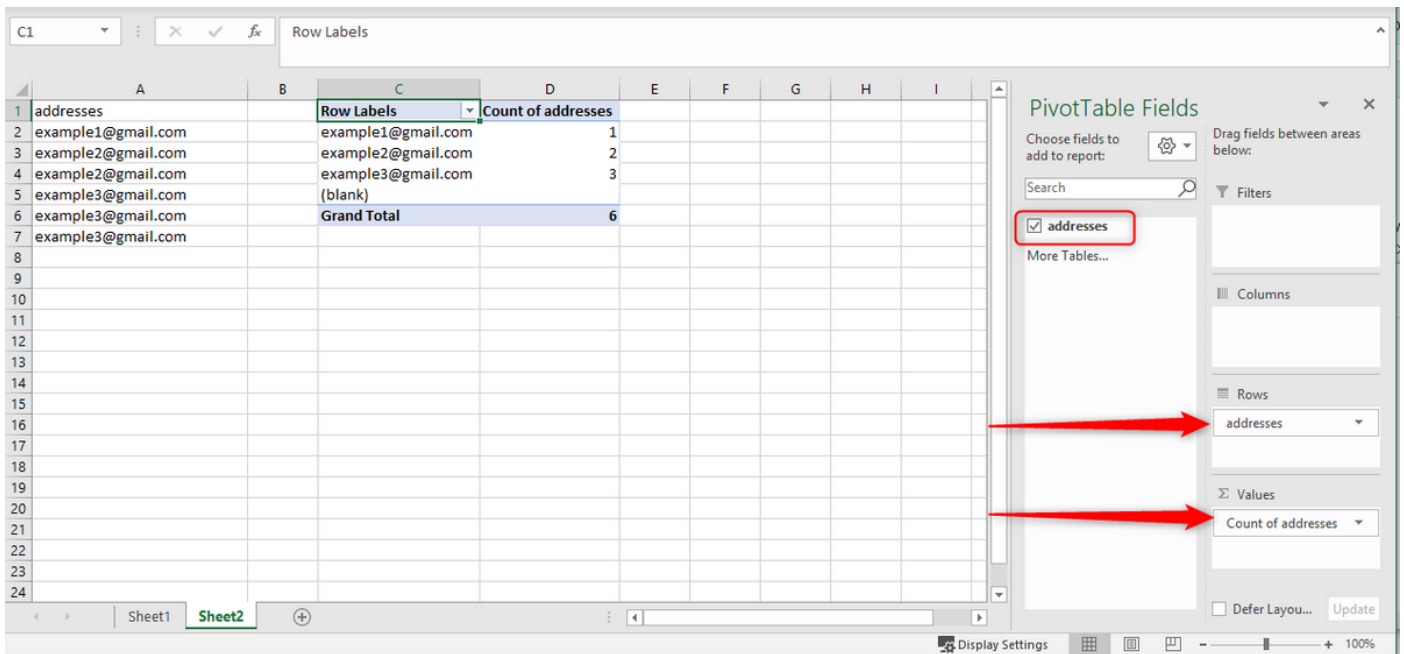 C1 fx Row Labels
A B C D E F G H I
1 addresses Row Labels Count of addresses
2 example1@gmail.com example1@gmail.com 1
3 example2@gmail.com example2@gmail.com 2
4 example2@gmail.com example3@gmail.com 3
5 example3@gmail.com (blank)
6 example3@gmail.com Grand Total 6
7 example3@gmail.com
8
9
10
11
12
13
14
15
16
17
18
19
20
21
22
23
24
Sheet1 Sheet2
PivotTable Fields
Choose fields to
add to report:
Search
addresses
More Tables...
Drag fields between areas
below:
Filters
Columns
Rows
addresses
Σ Values
Count of addresses
Defer Layou... Update
Display Settings - + 100%